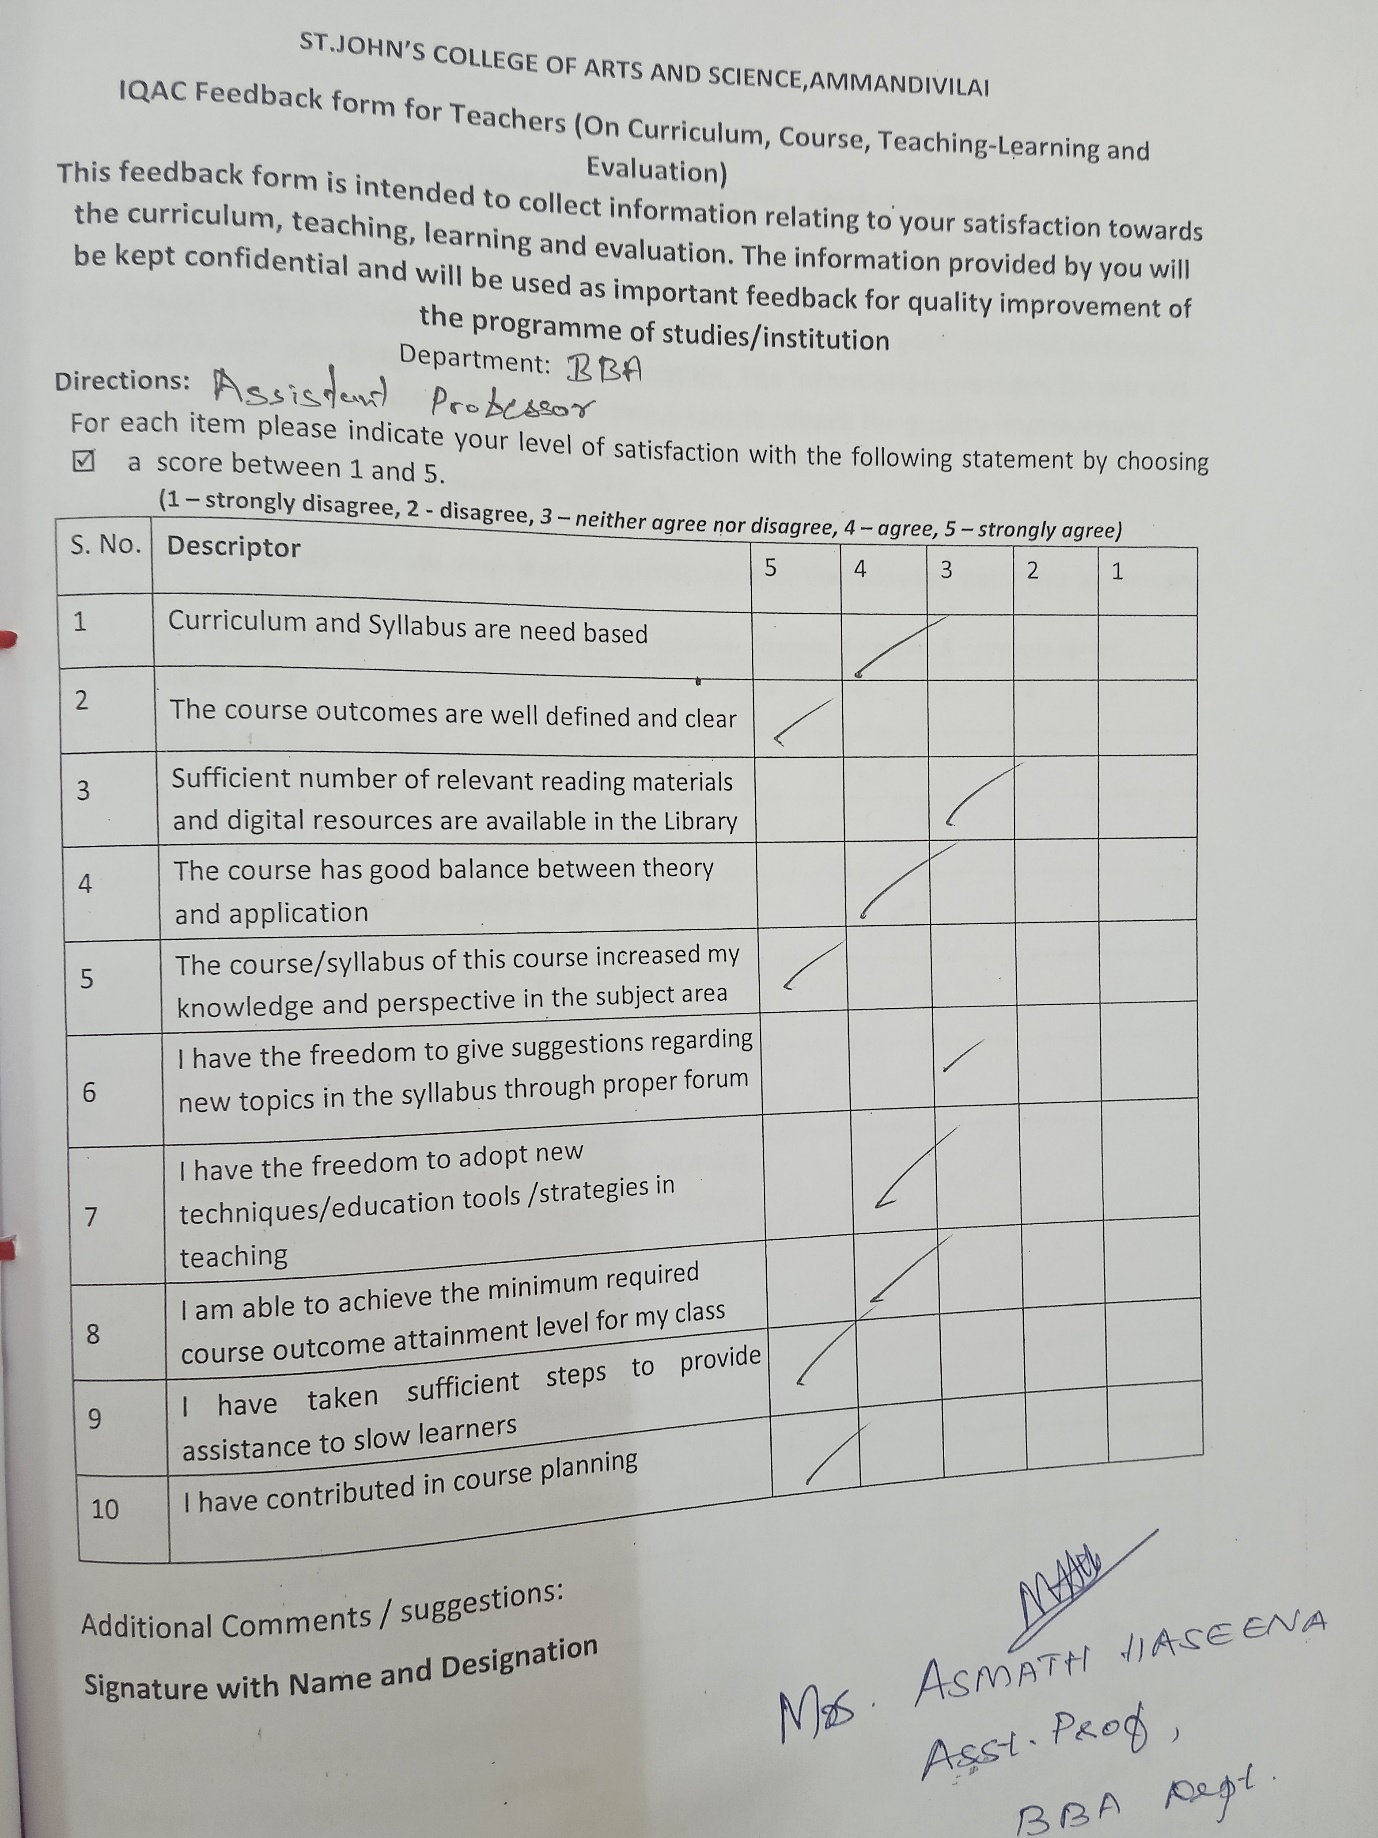 ST.JOHN'S COLLEGE OF ARTS AND SCIENCE,AMMANDIVILAI
IQAC Feedback form for Teachers (On Curriculum, Course, Teaching-Learning and
Evaluation)
This feedback form is intended to collect information relating to your satisfaction towards
the curriculum, teaching, learning and evaluation. The information provided by you will
be kept confidential and will be used as important feedback for quality improvement of
the programme of studies/institution
Department: BBA
Directions: Assistant Professor
For each item please indicate your level of satisfaction with the following statement by choosing
☑ a score between 1 and 5.
(1 – strongly disagree, 2 - disagree, 3 – neither agree nor disagree, 4 – agree, 5 – strongly agree)
S. No. Descriptor 5 4 3 2 1
1 Curriculum and Syllabus are need based
2 The course outcomes are well defined and clear
3 Sufficient number of relevant reading materials
and digital resources are available in the Library
4 The course has good balance between theory
and application
5 The course/syllabus of this course increased my
knowledge and perspective in the subject area
6 I have the freedom to give suggestions regarding
new topics in the syllabus through proper forum
7 I have the freedom to adopt new
techniques/education tools /strategies in
teaching
8 I am able to achieve the minimum required
course outcome attainment level for my class
9 I have taken sufficient steps to provide
assistance to slow learners
10 I have contributed in course planning
Additional Comments / suggestions:
Signature with Name and Designation
Mrs. ASMATH HASEENA
Asst. Prof,
BBA Dept.